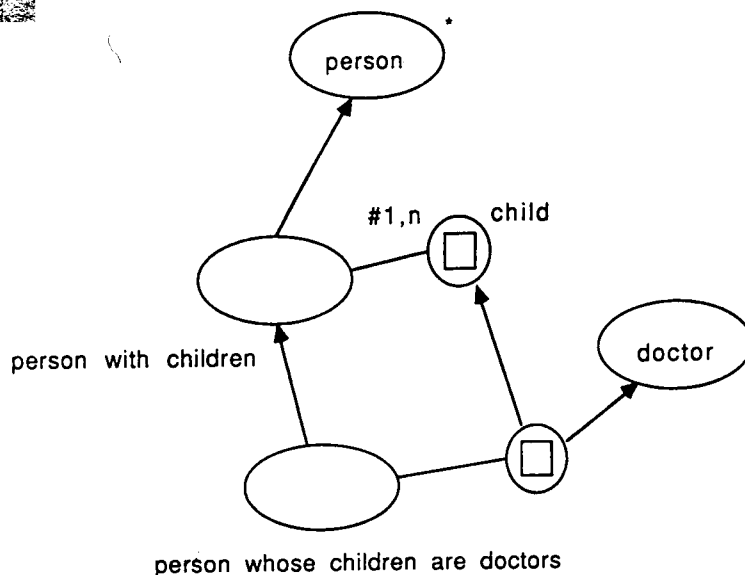 *
person
#1,n child
person with children
doctor
person whose children are doctors